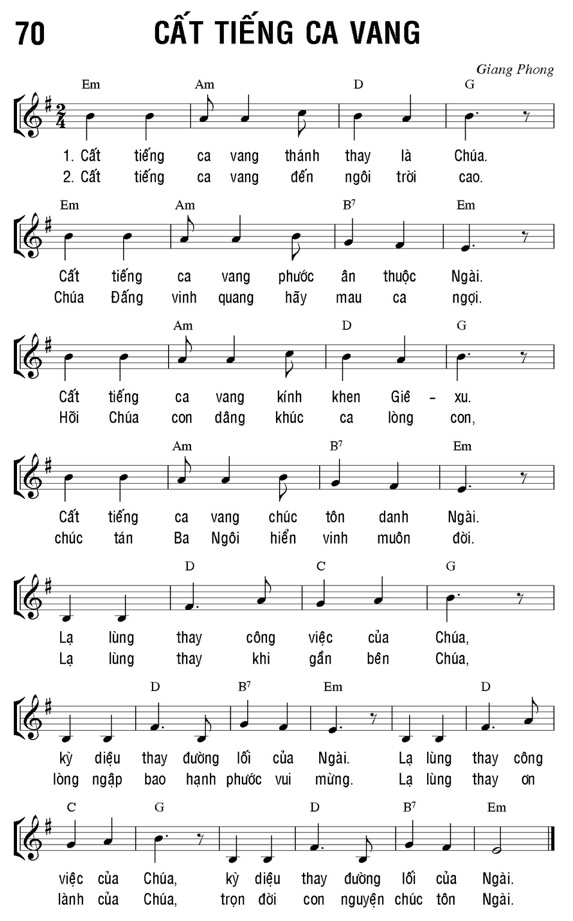 70 CẤT TIẾNG CA VANG
Giang Phong
Em Am D G
2/4
1. Cất tiếng ca vang thánh thay là Chúa.
2. Cất tiếng ca vang đến ngôi trời cao.
Em Am B7 Em
Cất tiếng ca vang phước ân thuộc Ngài.
Chúa Đấng vinh quang hãy mau ca ngợi.
Am D G
Cất tiếng ca vang kính khen Giê - xu.
Hỡi Chúa con dâng khúc ca lòng con,
Am B7 Em
Cất tiếng ca vang chúc tôn danh Ngài.
chúc tán Ba Ngôi hiển vinh muôn đời.
D C G
Lạ lùng thay công việc của Chúa,
Lạ lùng thay khi gần bên Chúa,
D B7 Em D
kỳ diệu thay đường lối của Ngài. Lạ lùng thay công
lòng ngập bao hạnh phước vui mừng. Lạ lùng thay ơn
C G D B7 Em
việc của Chúa, kỳ diệu thay đường lối của Ngài.
lành của Chúa, trọn đời con nguyện chúc tôn Ngài.